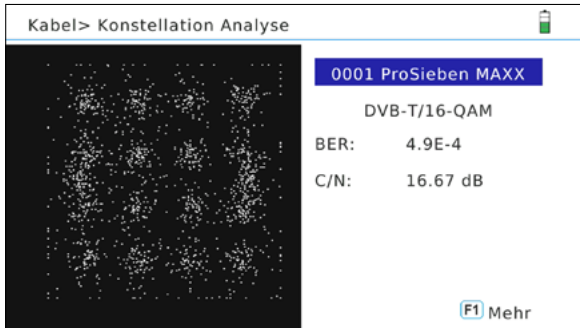 Kabel> Konstellation Analyse
0001 ProSieben MAXX
DVB-T/16-QAM
BER: 4.9E-4
C/N: 16.67 dB
F1 Mehr